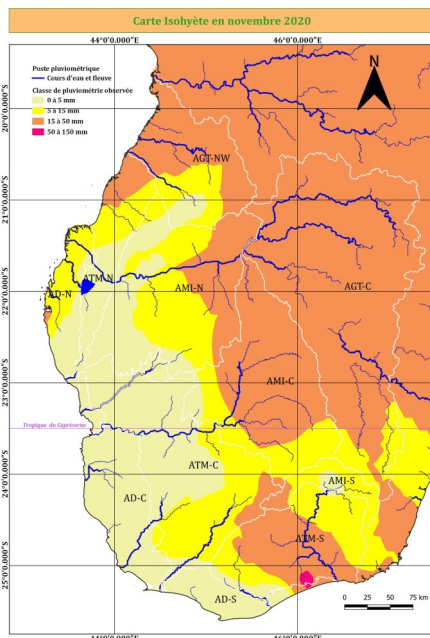 Carte Isohyète en novembre 2020
44°0'0.000"E
46°0'0.000"E
Poste pluviométrique
Cours d'eau et fleuve
Classe de pluviométrie observée
0 à 5 mm
5 à 15 mm
15 à 50 mm
50 à 150 mm
N
20°0'0.000"S
AGT-NW
21°0'0.000"S
ATM-N
AMI-N
AGT-C
AD-N
22°0'0.000"S
23°0'0.000"S
AMI-C
Tropique du Capricorne
ATM-C
24°0'0.000"S
AMI-S
AD-C
ATM-S
25°0'0.000"S
AD-S
0 25 50 75 km